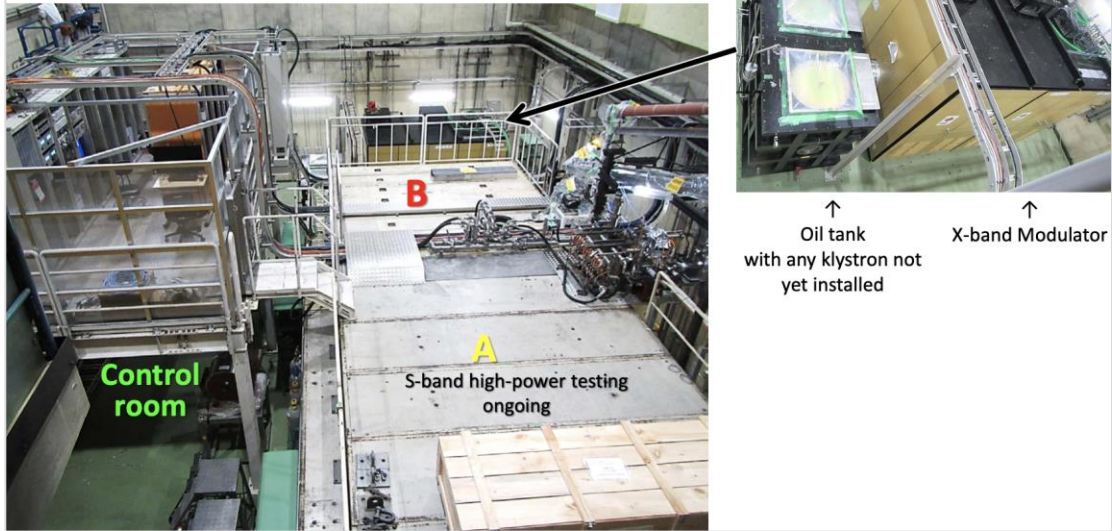 B
A
S-band high-power testing
ongoing
Control
room
↑
Oil tank
with any klystron not
yet installed
↑
X-band Modulator